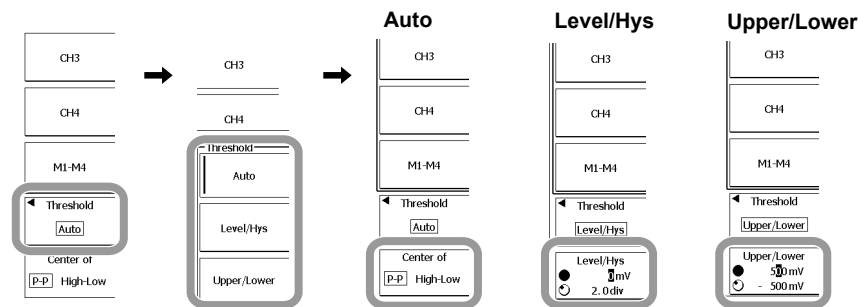 Auto
Level/Hys
Upper/Lower
CH3
CH4
M1-M4
Threshold
Auto
Center of
P-P High-Low
CH3
CH4
Threshold
Auto
Level/Hys
Upper/Lower
CH3
CH4
M1-M4
Threshold
Auto
Center of
P-P High-Low
CH3
CH4
M1-M4
Threshold
Level/Hys
Level/Hys
0mV
2.0div
CH3
CH4
M1-M4
Threshold
Upper/Lower
Upper/Lower
500mV
- 500mV